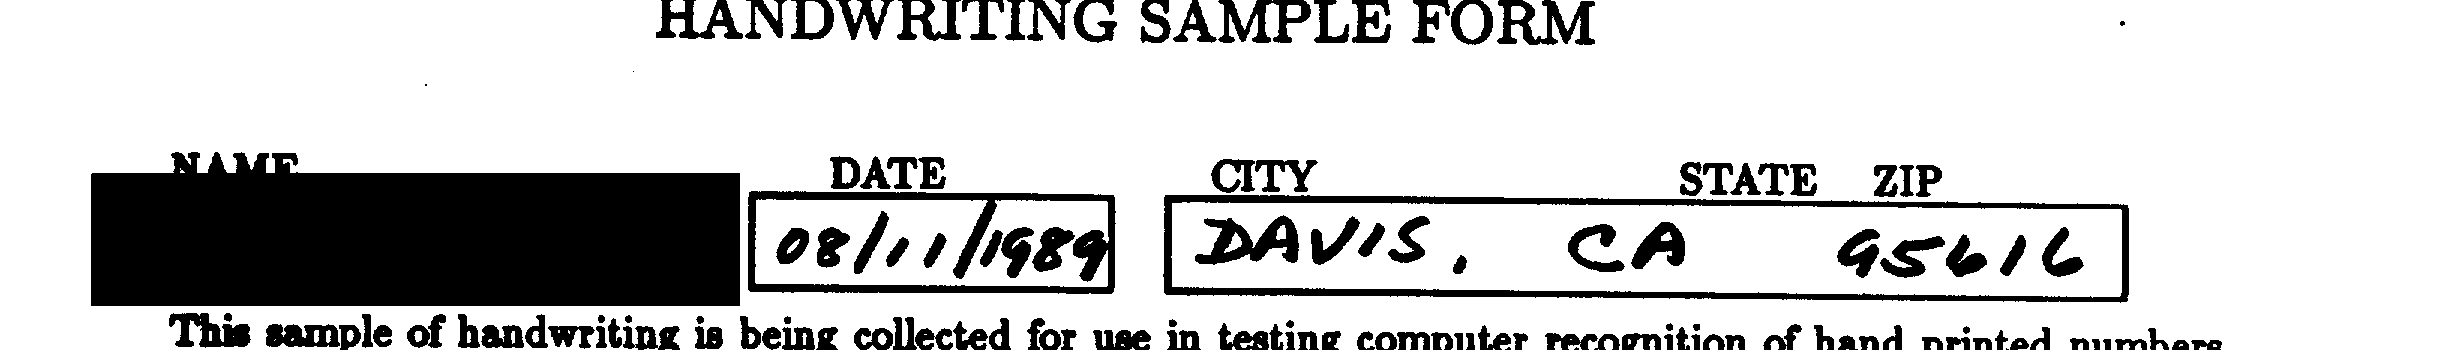 HANDWRITING SAMPLE FORM
NAME DATE CITY STATE ZIP
08/11/1989 DAVIS, CA 95616
This sample of handwriting is being collected for use in testing computer recognition of hand printed numbers